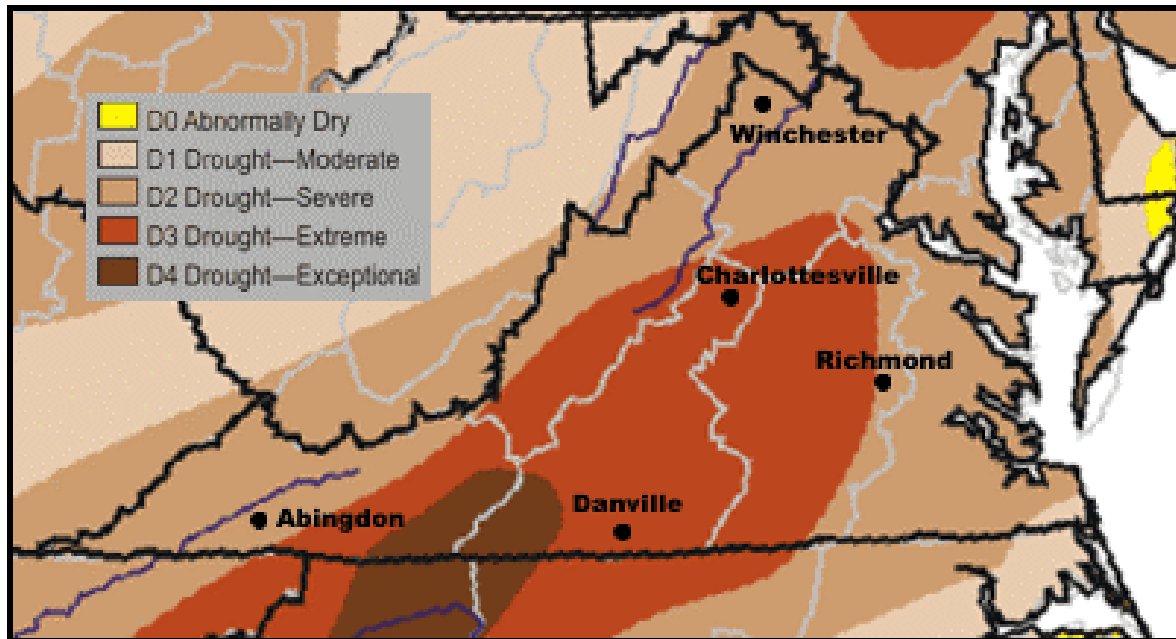 D0 Abnormally Dry
D1 Drought—Moderate
D2 Drought—Severe
D3 Drought—Extreme
D4 Drought—Exceptional
Winchester
Charlottesville
Richmond
Danville
Abingdon